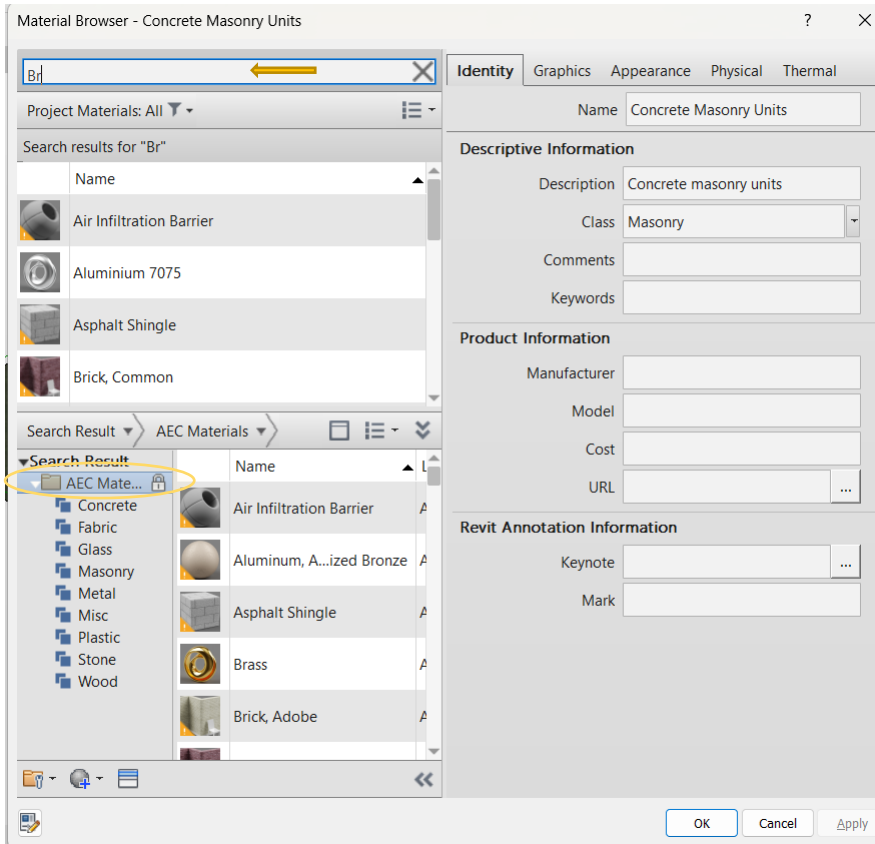 Material Browser - Concrete Masonry Units
?
Br
Project Materials: All
Search results for "Br"
Name
Air Infiltration Barrier
Aluminium 7075
Asphalt Shingle
Brick, Common
Search Result
AEC Materials
Search Result
AEC Mate...
Concrete
Fabric
Glass
Masonry
Metal
Misc
Plastic
Stone
Wood
Name
L
Air Infiltration Barrier
A
Aluminum, A...ized Bronze
A
Asphalt Shingle
A
Brass
A
Brick, Adobe
A
Identity Graphics Appearance Physical Thermal
Name Concrete Masonry Units
Descriptive Information
Description Concrete masonry units
Class Masonry
Comments
Keywords
Product Information
Manufacturer
Model
Cost
URL ...
Revit Annotation Information
Keynote ...
Mark
OK Cancel Apply